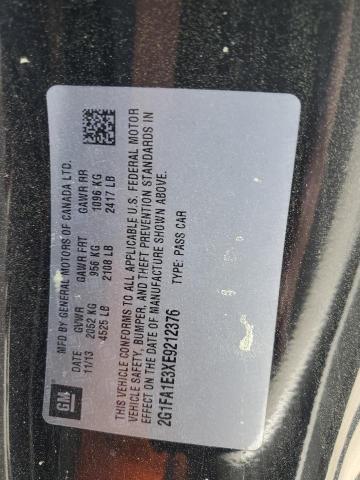 MFD BY GENERAL MOTORS OF CANADA LTD.
DATE GVWR GAWR FRT GAWR RR
11/13 2052 KG 956 KG 1096 KG
4525 LB 2108 LB 2417 LB
THIS VEHICLE CONFORMS TO ALL APPLICABLE U.S. FEDERAL MOTOR
VEHICLE SAFETY, BUMPER, AND THEFT PREVENTION STANDARDS IN
EFFECT ON THE DATE OF MANUFACTURE SHOWN ABOVE.
2G1FA1E3XE9212376 TYPE: PASS CAR
GM